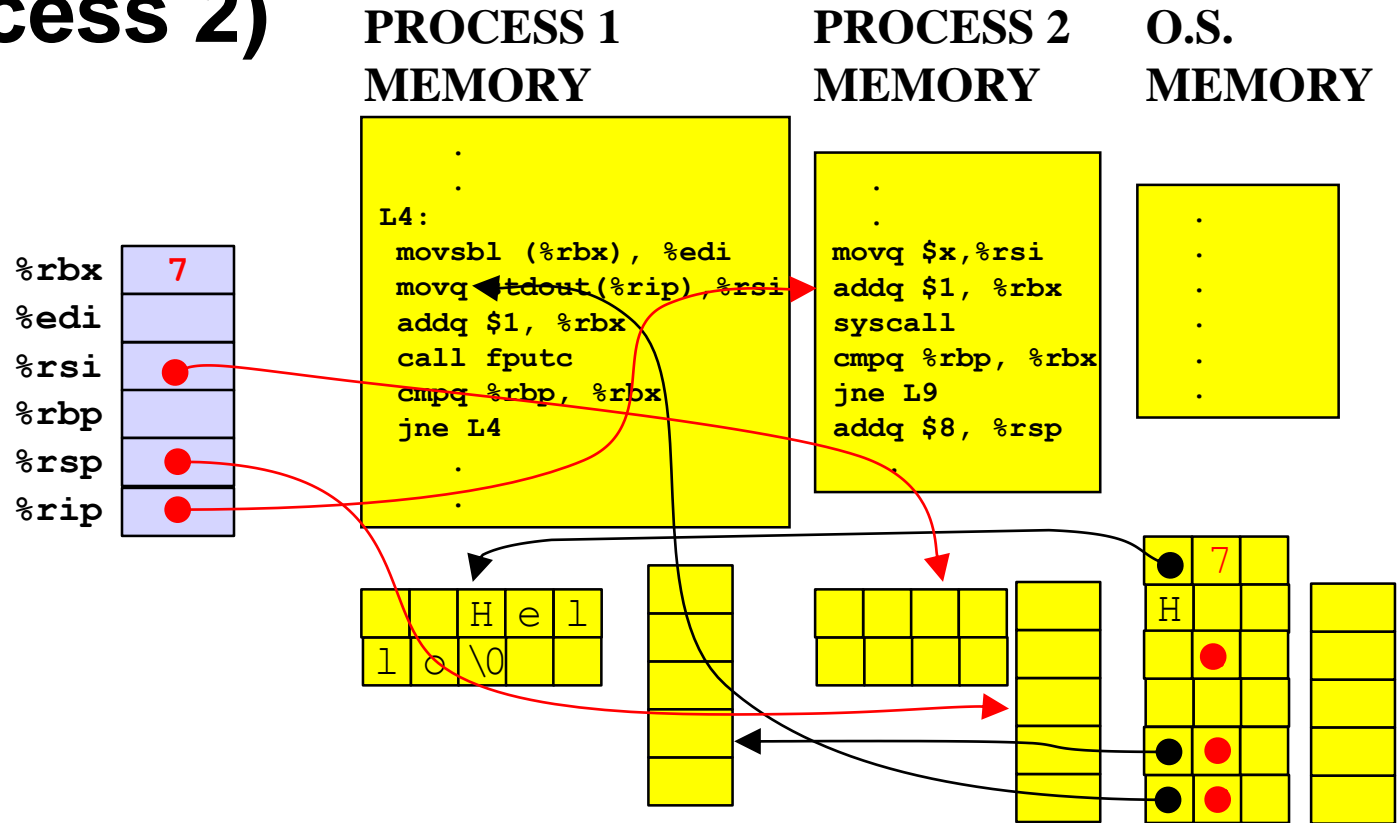 cess 2)
PROCESS 1
MEMORY
PROCESS 2
MEMORY
O.S.
MEMORY
%rbx 7
%edi
%rsi
%rbp
%rsp
%rip
.
.
L4:
movsbl (%rbx), %edi
movq tdout(%rip),%rsi
addq $1, %rbx
call fputc
cmpq %rbp, %rbx
jne L4
.
.
.
.
movq $x,%rsi
addq $1, %rbx
syscall
cmpq %rbp, %rbx
jne L9
addq $8, %rsp
.
.
.
.
.
.
.
H e l
l o \0
7
H